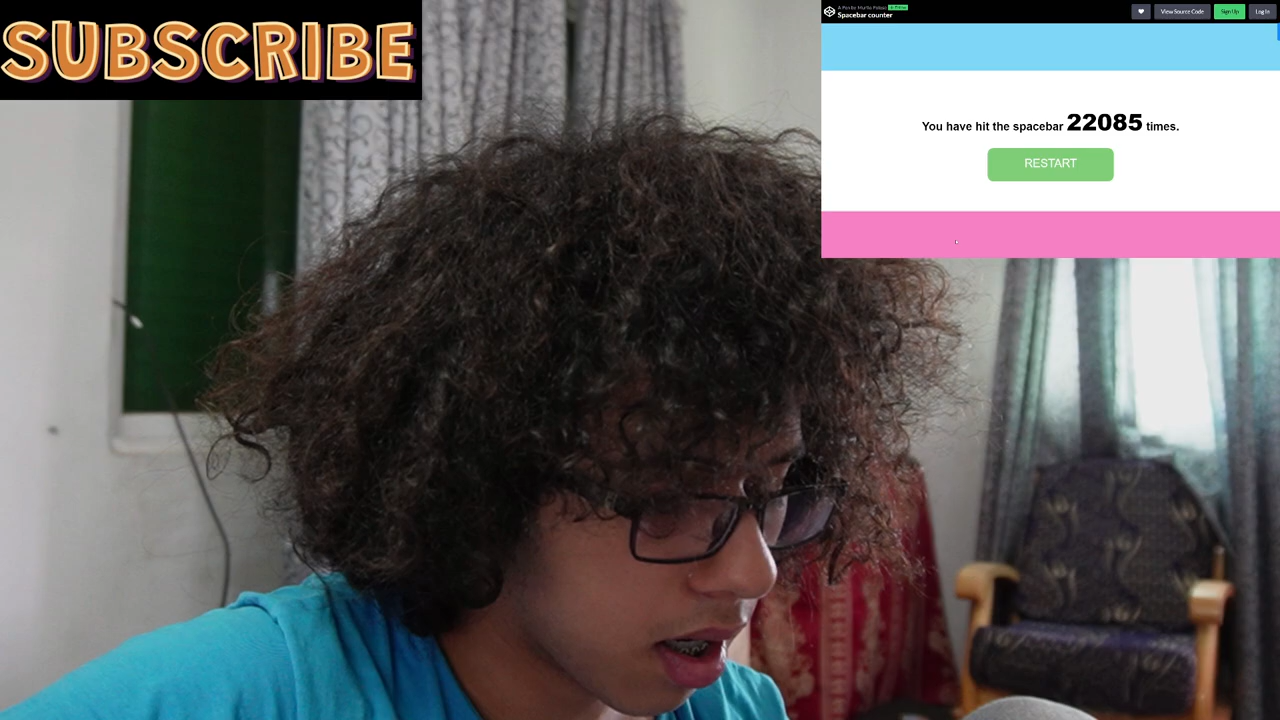 SUBSCRIBE
Spacebar counter
View Source Code
Sign Up
Log In
You have hit the spacebar 22085 times.
RESTART